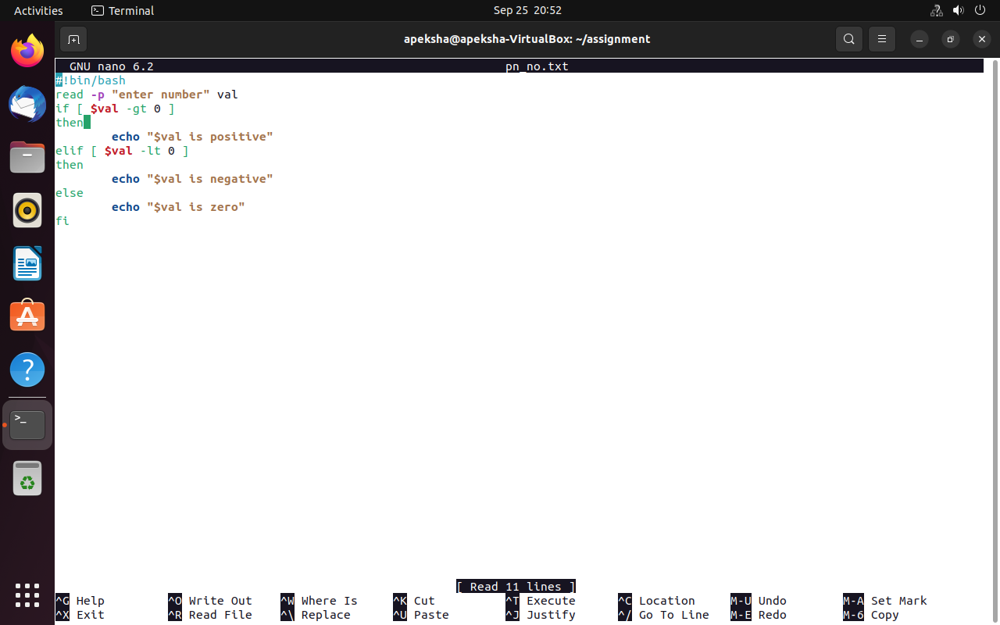 Activities Terminal Sep 25 20:52
apeksha@apeksha-VirtualBox: ~/assignment
GNU nano 6.2 pn_no.txt
#!bin/bash
read -p "enter number" val
if [ $val -gt 0 ]
then
echo "$val is positive"
elif [ $val -lt 0 ]
then
echo "$val is negative"
else
echo "$val is zero"
fi
[ Read 11 lines ]
^G Help ^O Write Out ^W Where Is ^K Cut ^T Execute ^C Location M-U Undo M-A Set Mark
^X Exit ^R Read File ^\ Replace ^U Paste ^J Justify ^/ Go To Line M-E Redo M-6 Copy